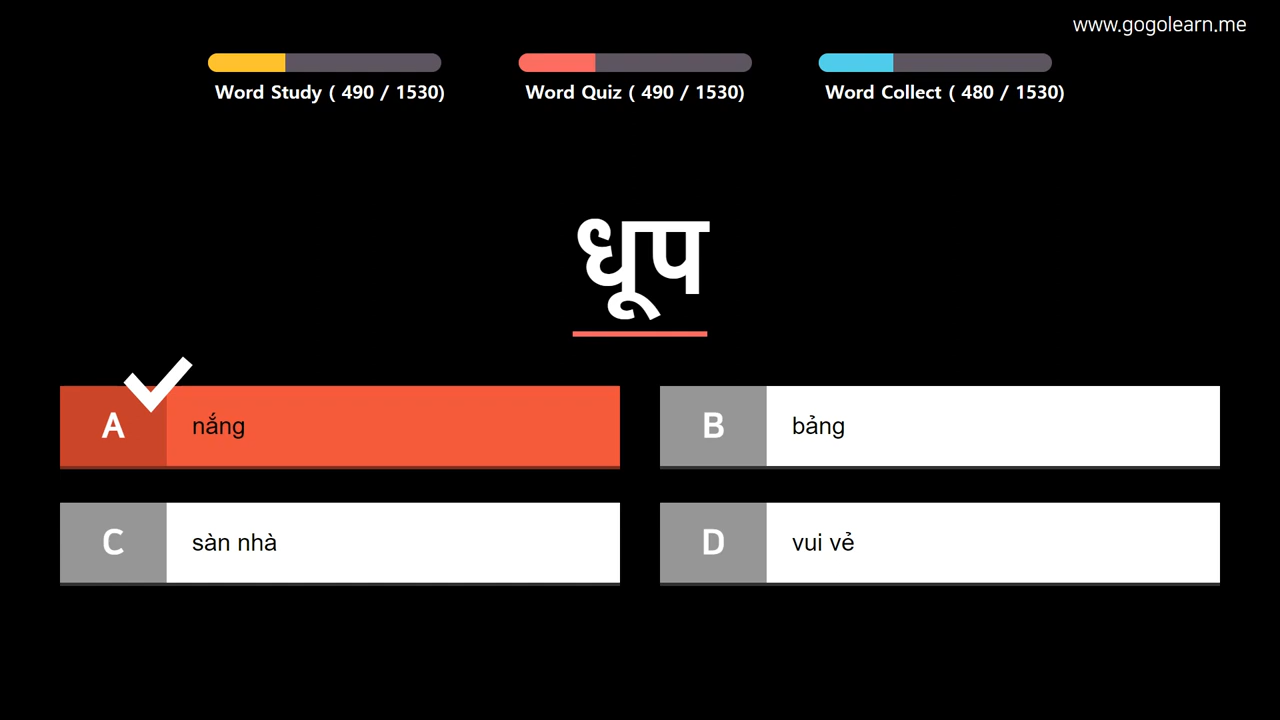 www.gogolearn.me
Word Study ( 490 / 1530)
Word Quiz ( 490 / 1530)
Word Collect ( 480 / 1530)
धूप
A nắng
B bảng
C sàn nhà
D vui vẻ